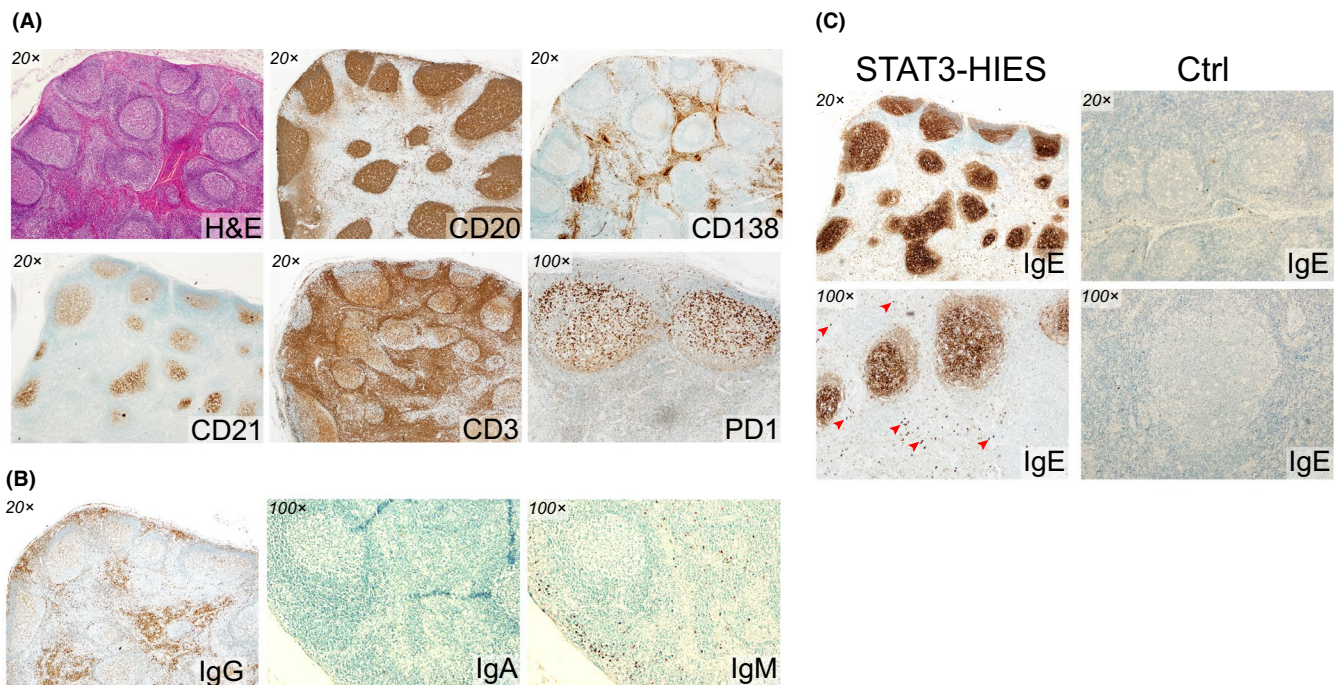 (A)
20×
H&E
20×
CD20
20×
CD138
20×
CD21
20×
CD3
100×
PD1
(B)
20×
IgG
100×
IgA
100×
IgM
(C)
STAT3-HIES
Ctrl
20×
IgE
20×
IgE
100×
IgE
100×
IgE